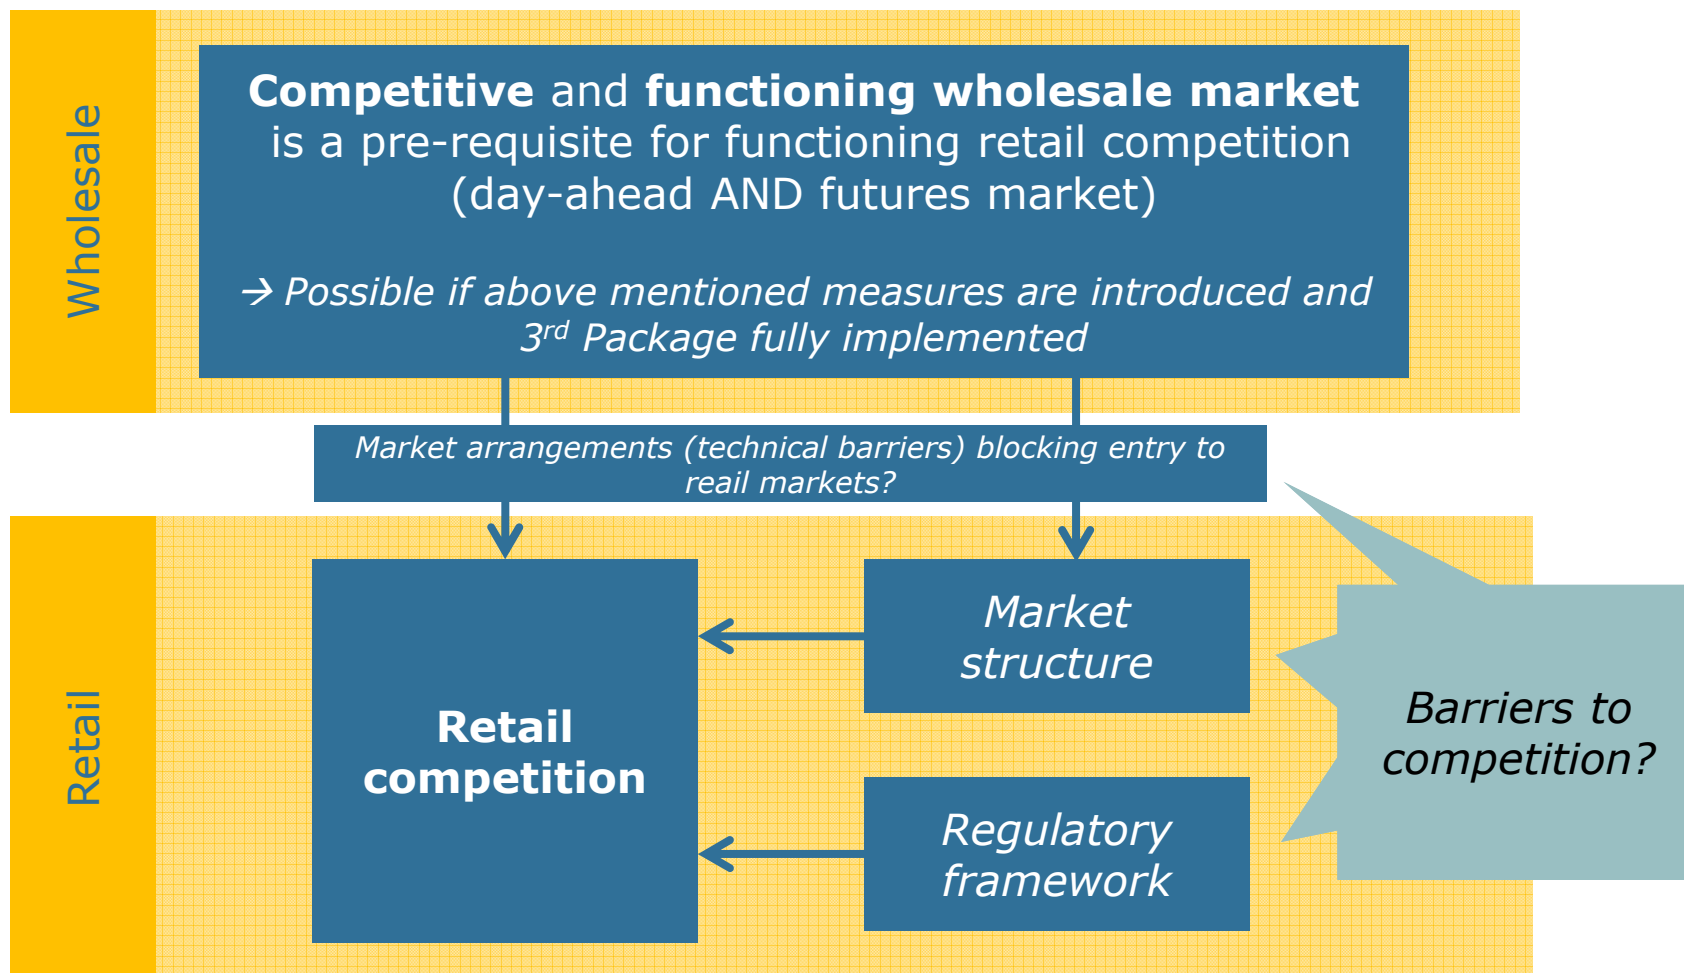 Wholesale
Competitive and functioning wholesale market
is a pre-requisite for functioning retail competition
(day-ahead AND futures market)
→ Possible if above mentioned measures are introduced and
3rd Package fully implemented
Market arrangements (technical barriers) blocking entry to
reail markets?
Retail
Retail
competition
Market
structure
Regulatory
framework
Barriers to
competition?